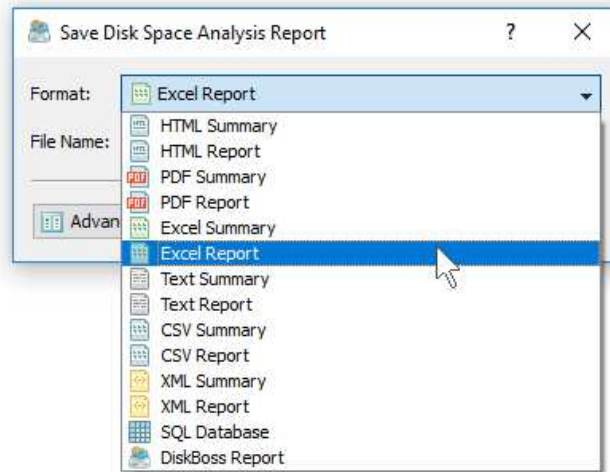 Save Disk Space Analysis Report ? X
Format: Excel Report
HTML Summary
File Name:
HTML Report
PDF Summary
PDF Report
Advan
Excel Summary
Excel Report
Text Summary
Text Report
CSV Summary
CSV Report
XML Summary
XML Report
SQL Database
DiskBoss Report